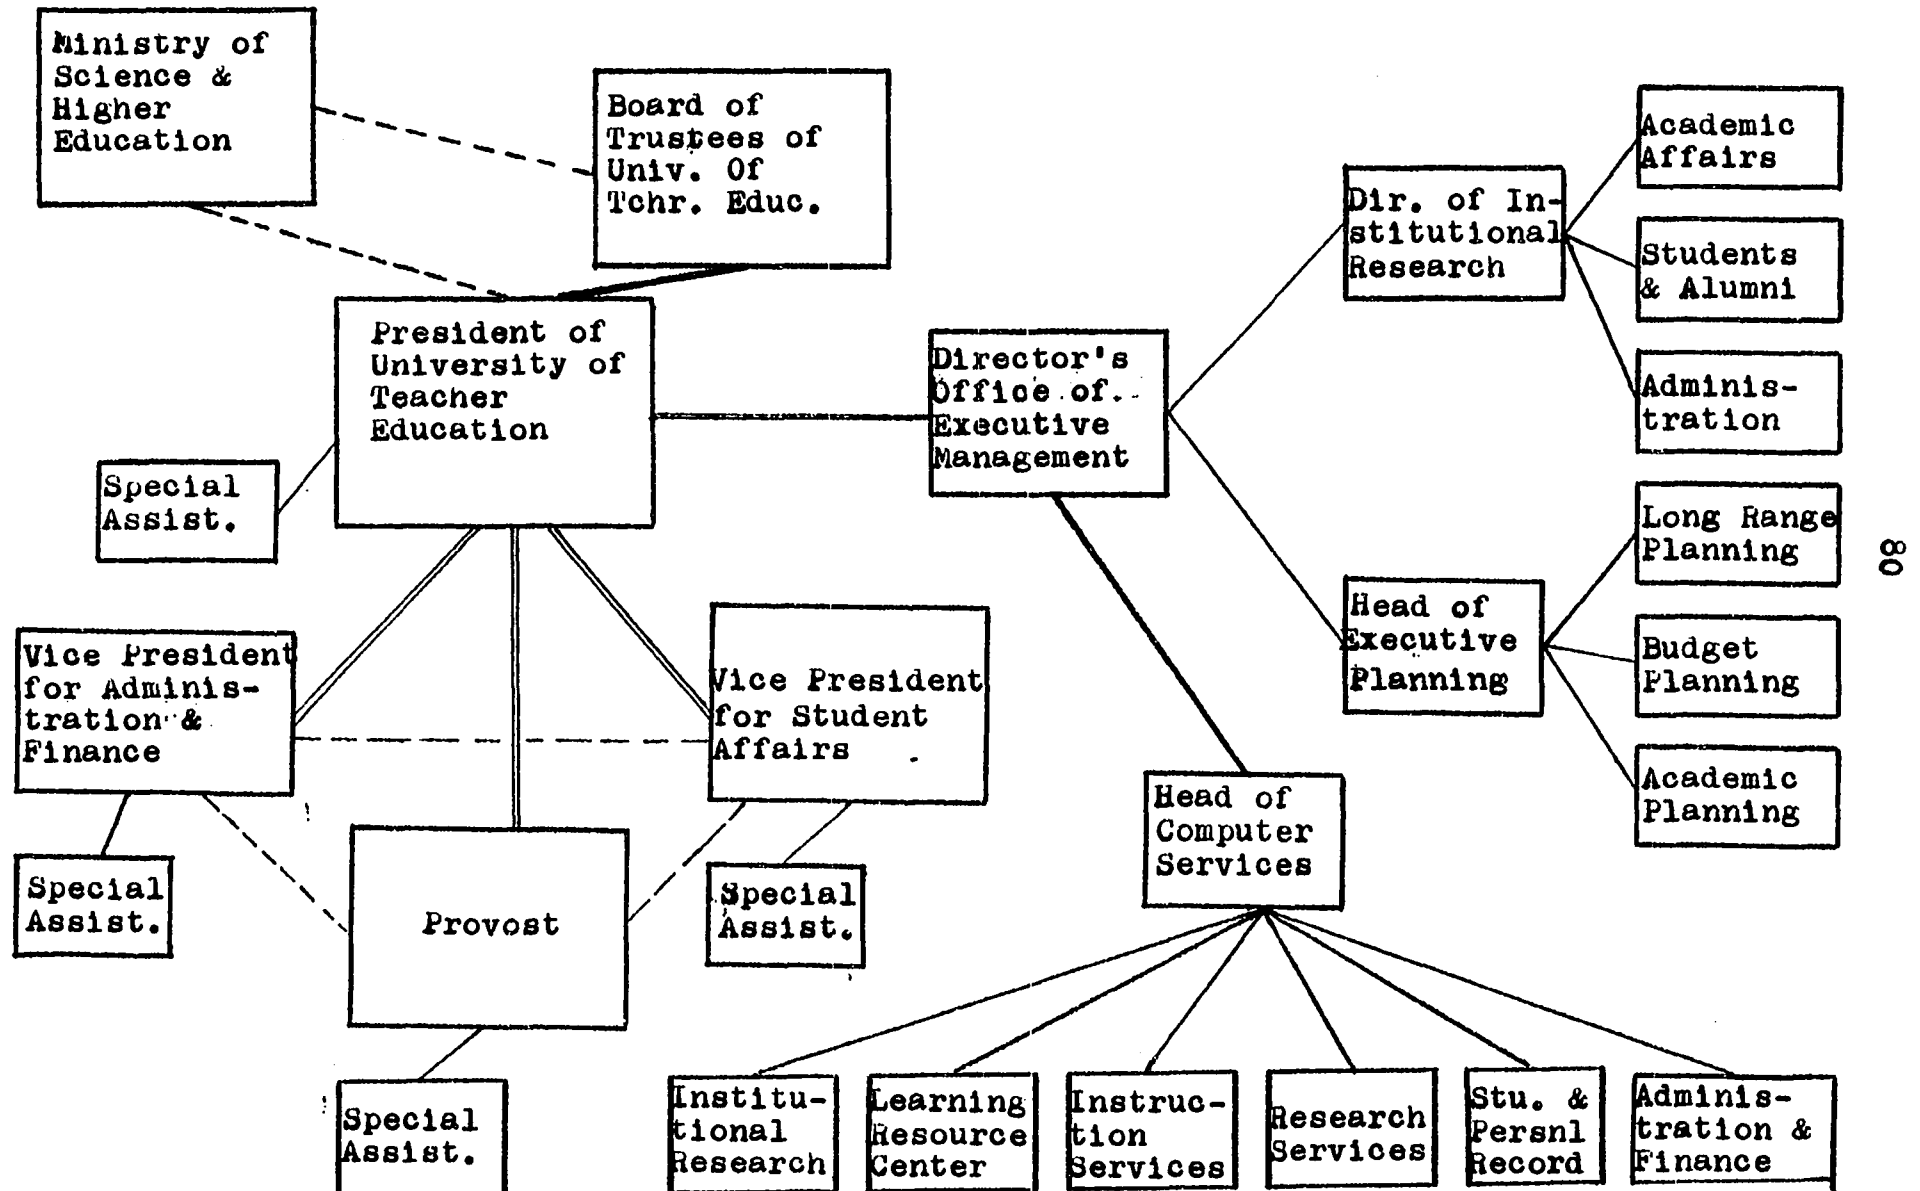 Ministry of
Science &
Higher
Education
Board of
Trustees of
Univ. Of
Tchr. Educ.
President of
University of
Teacher
Education
Special
Assist.
Director's
Office of
Executive
Management
Dir. of In-
stitutional
Research
Academic
Affairs
Students
& Alumni
Adminis-
tration
Head of
Executive
Planning
Long Range
Planning
Budget
Planning
Academic
Planning
80
Vice President
for Adminis-
tration &
Finance
Vice President
for Student
Affairs
Special
Assist.
Provost
Special
Assist.
Special
Assist.
Head of
Computer
Services
Institu-
tional
Research
Learning
Resource
Center
Instruc-
tion
Services
Research
Services
Stu. &
Persnl
Record
Adminis-
tration &
Finance